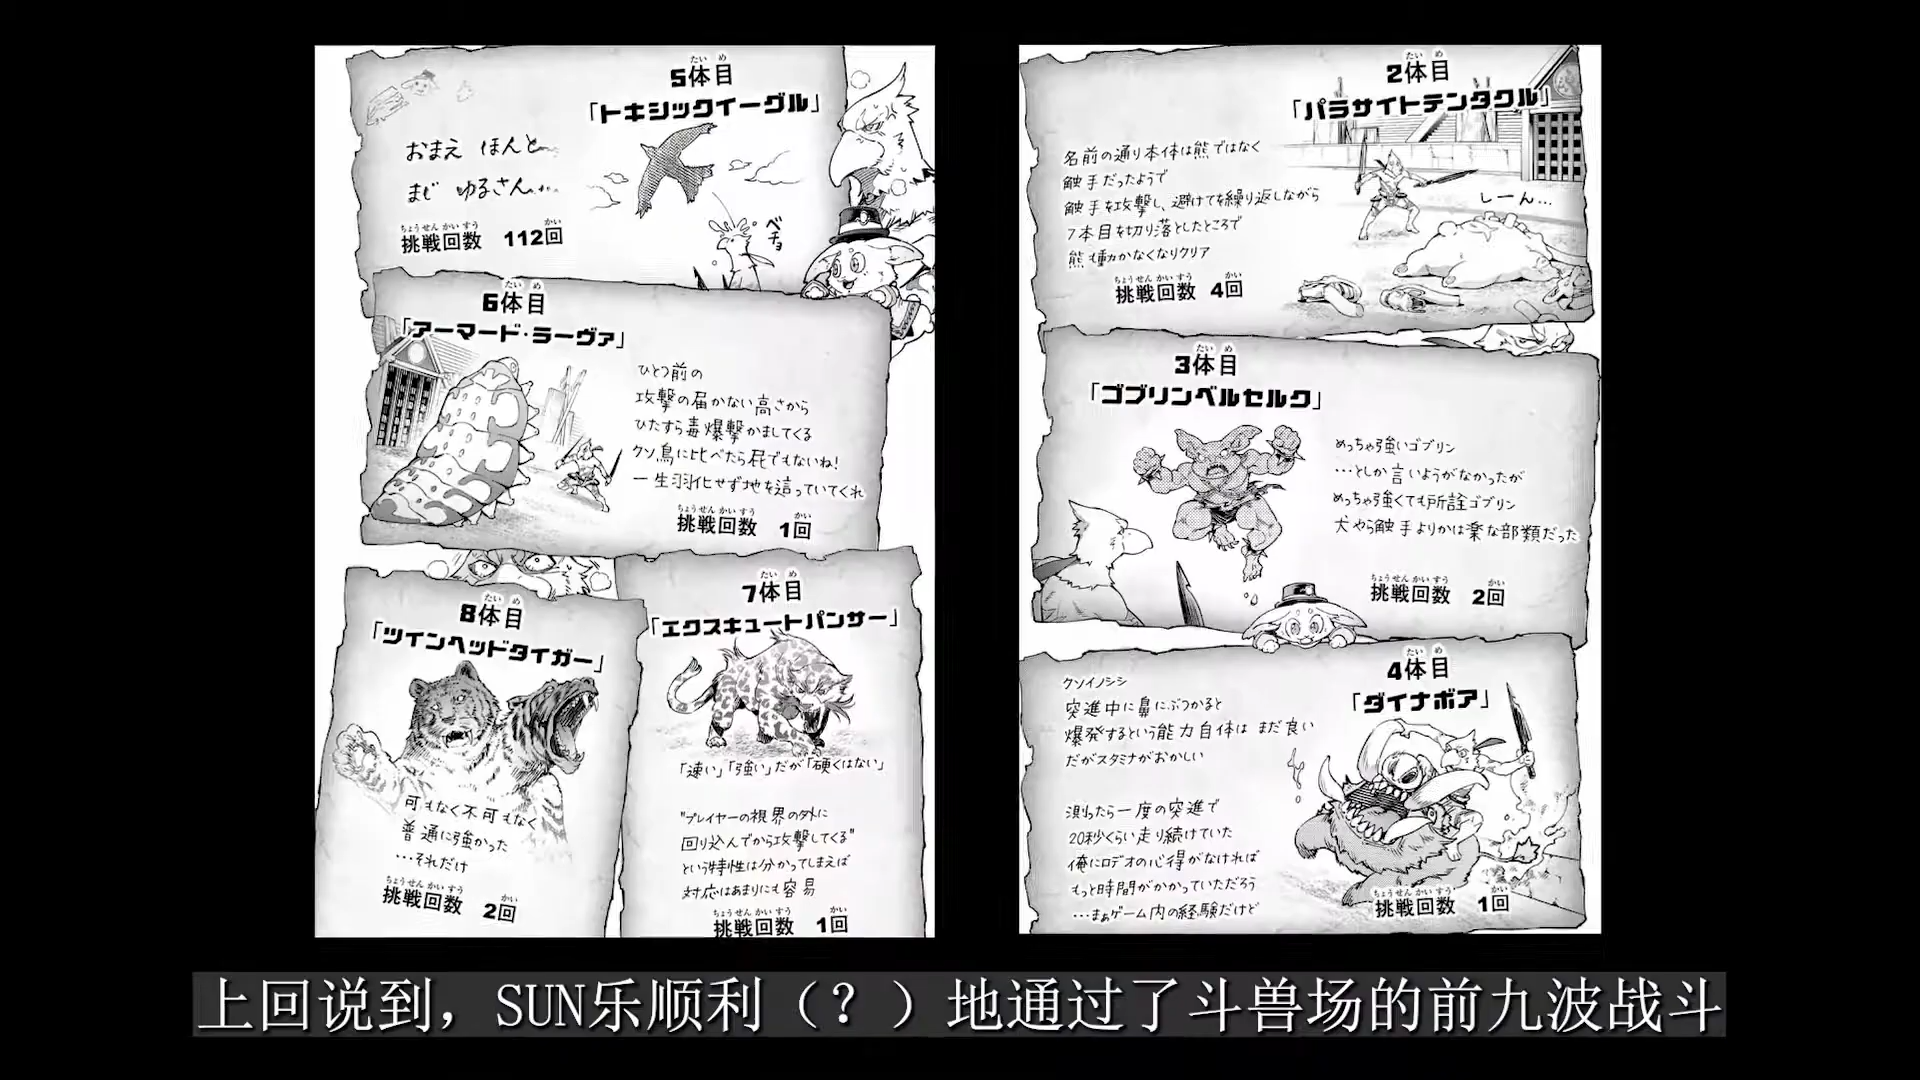 2体目
「パラサイトテンタクル」
名前の通り本体は熊ではなく
触手だったようで
触手を攻撃し、避けてを繰り返しながら
7本目を切り落としたところで
熊も動かなくなりクリア
しーん…
挑戦回数 4回
3体目
「ゴブリンベルセルク」
めっちゃ強いゴブリン
…としか言いようがなかったが
めっちゃ強くても所詮ゴブリン
犬やら触手よりかは楽な部類だった
挑戦回数 2回
4体目
「ダイナボア」
クソイノシシ
突進中に鼻にぶつかると
爆発するという能力自体は まだ良い
だがスタミナがおかしい
測ったら一度の突進で
20秒くらい走り続けていた
俺にロデオの心得がなければ
もっと時間がかかっていただろう
…まぁゲーム内の経験だけど
挑戦回数 1回
5体目
「トキシックイーグル」
おまえ ほんと
まじ ゆるさん…
ベチョ
挑戦回数 112回
6体目
「アーマード・ラーヴァ」
ひとつ前の
攻撃の届かない高さから
ひたすら毒爆撃かましてくる
クソ鳥に比べたら屁でもないね!
一生羽化せず地を這っていてくれ
挑戦回数 1回
7体目
「エクスキュートパンサー」
「速い」「強い」だが「硬くはない」
"プレイヤーの視界の外に
回り込んでから攻撃してくる"
という特性は分かってしまえば
対応はあまりにも容易
挑戦回数 1回
8体目
「ツインヘッドタイガー」
可もなく不可もなく
普通に強かった
…それだけ
挑戦回数 2回
上回说到，SUN乐顺利（？）地通过了斗兽场的前九波战斗